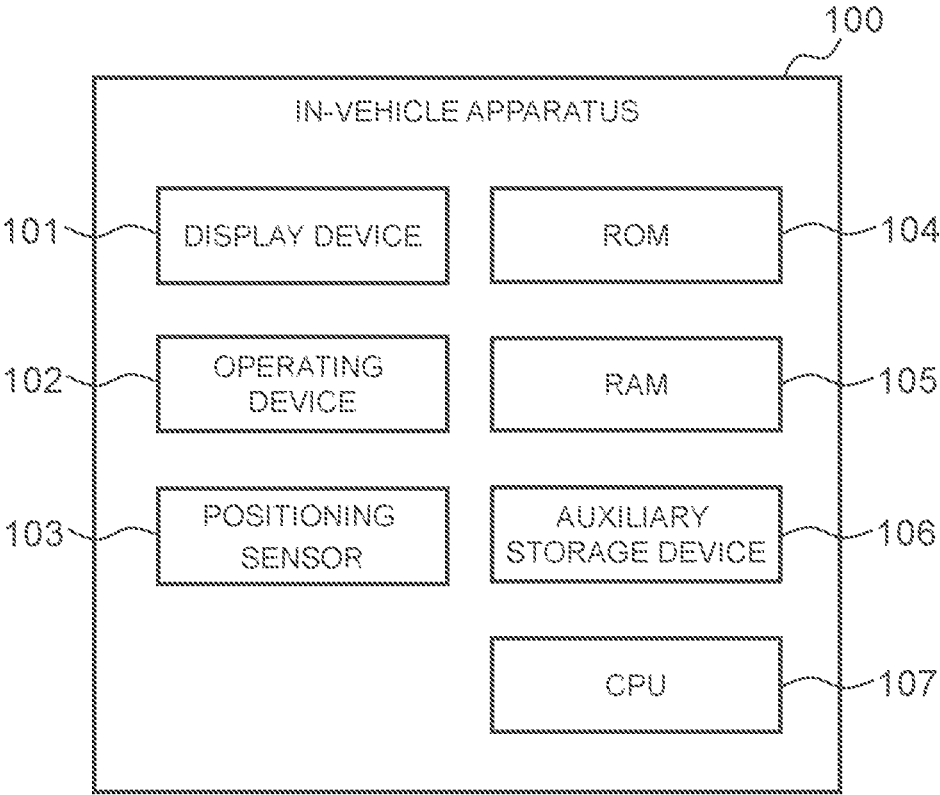 100
IN-VEHICLE APPARATUS
101
DISPLAY DEVICE
ROM
104
102
OPERATING
DEVICE
RAM
105
103
POSITIONING
SENSOR
AUXILIARY
STORAGE DEVICE
106
CPU
107